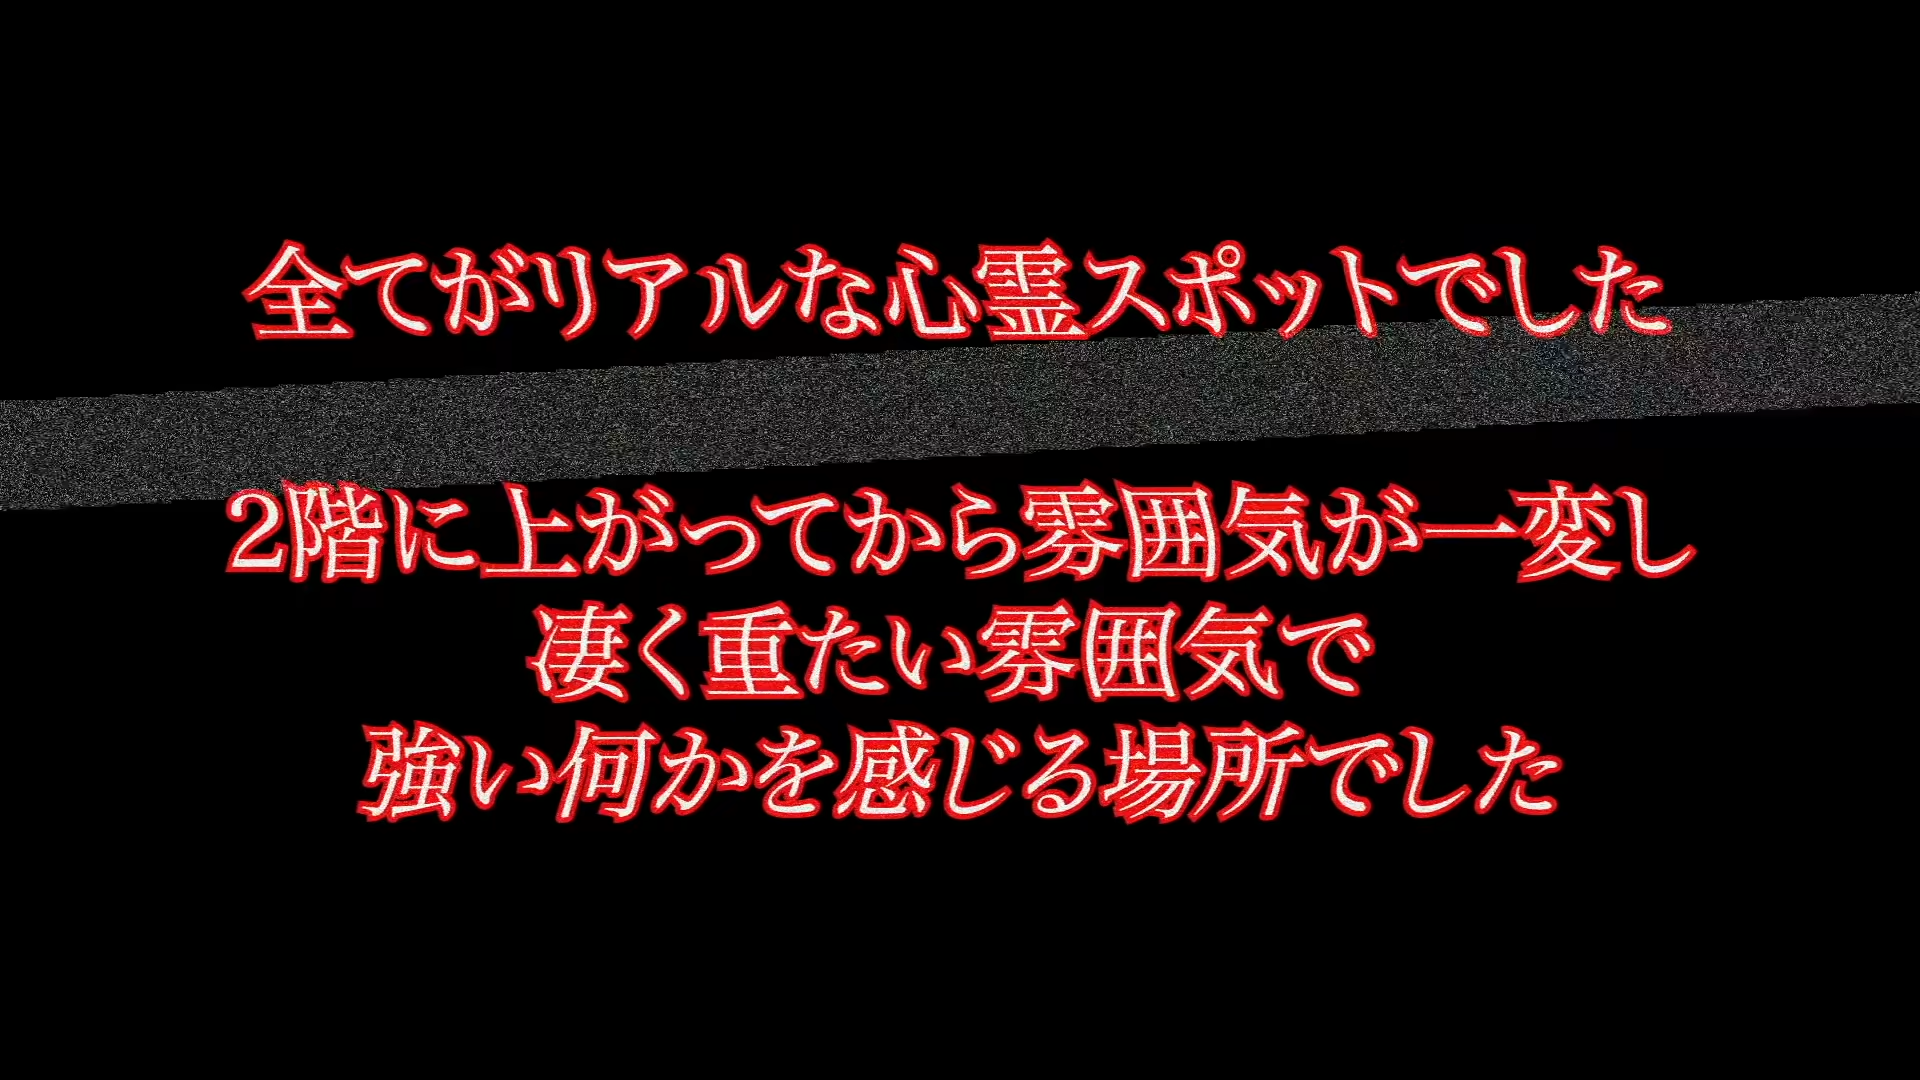 全てがリアルな心霊スポットでした
2階に上がってから雰囲気が一変し
凄く重たい雰囲気で
強い何かを感じる場所でした